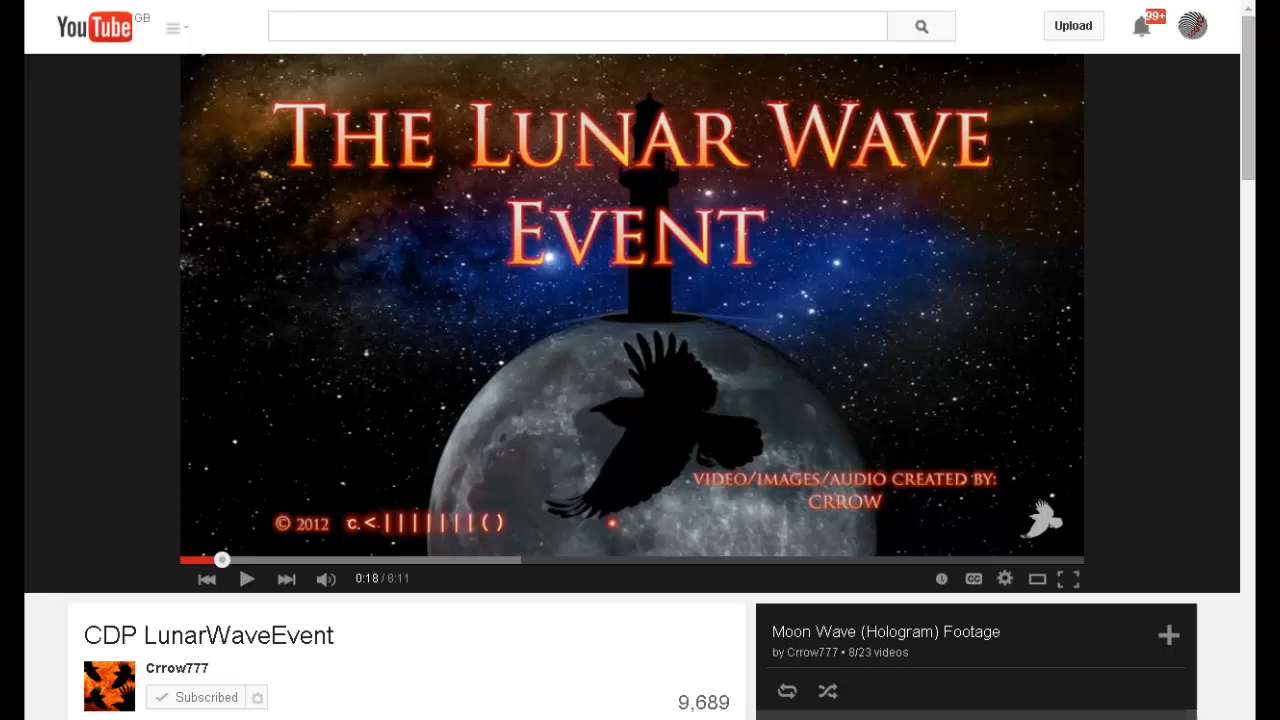 YouTube GB
Upload
99+
THE LUNAR WAVE
EVENT
VIDEO/IMAGES/AUDIO CREATED BY:
CRROW
© 2012
0:18 / 8:11
CC
CDP LunarWaveEvent
Crrow777
Subscribed
9,689
Moon Wave (Hologram) Footage
by Crrow777 • 8/23 videos